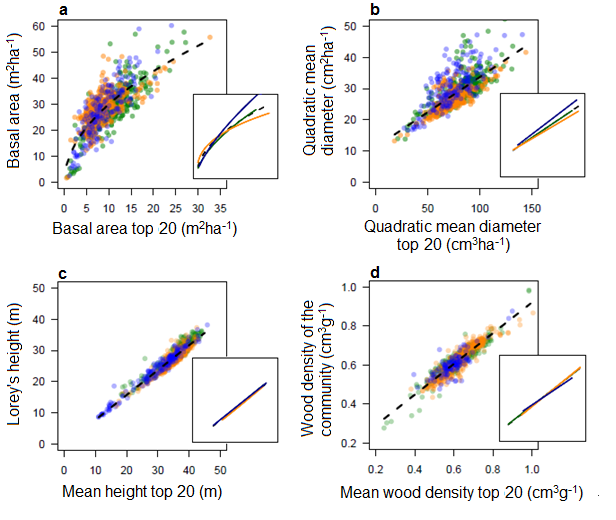 a
60
50
40
30
20
10
0
Basal area (m²ha⁻¹)
0 5 10 15 20 25 30 35
Basal area top 20 (m²ha⁻¹)
b
50
40
30
20
10
0
Quadratic mean
diameter (cm²ha⁻¹)
0 50 100 150
Quadratic mean diameter
top 20 (cm³ha⁻¹)
c
50
40
30
20
10
0
Lorey's height (m)
0 10 20 30 40 50
Mean height top 20 (m)
d
1.0
0.8
0.6
0.4
0.2
Wood density of the
community (cm³g⁻¹)
0.2 0.4 0.6 0.8 1.0
Mean wood density top 20 (cm³g⁻¹)